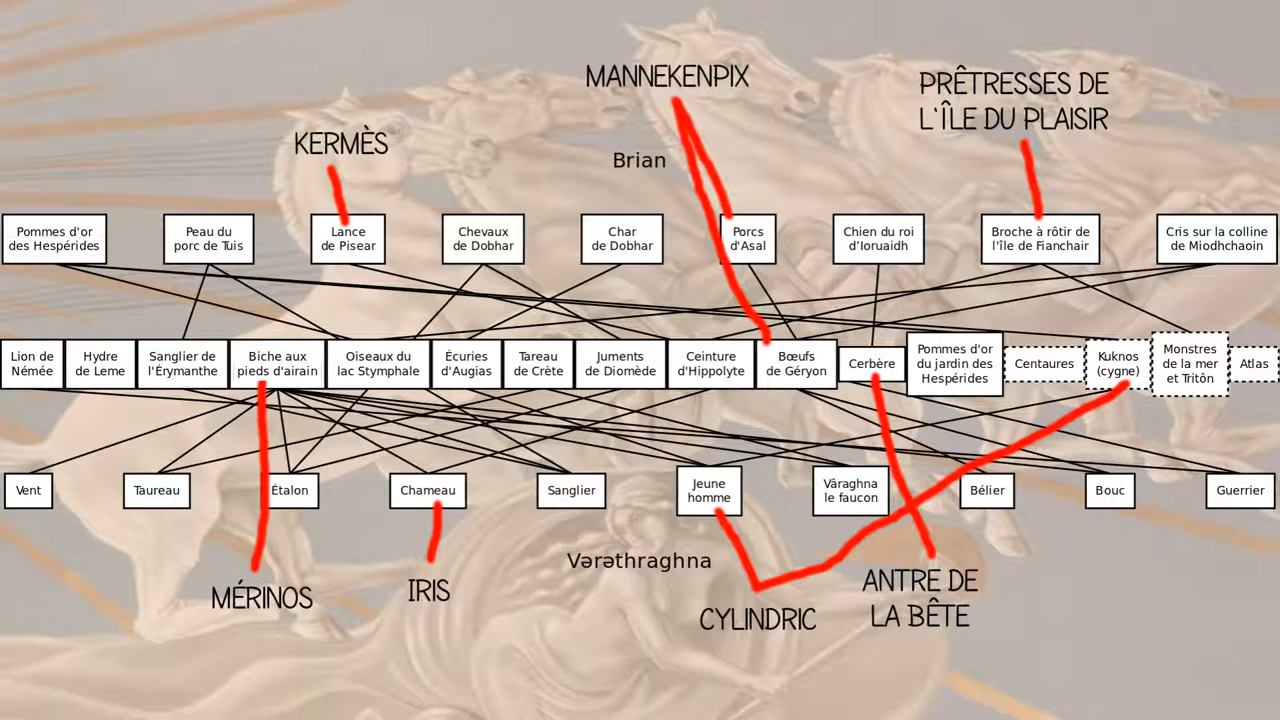 MANNEKENPIX
PRÊTRESSES DE
L'ÎLE DU PLAISIR
KERMÈS
Brian
Pommes d'or
des Hespérides
Peau du
porc de Tuis
Lance
de Pisear
Chevaux
de Dobhar
Char
de Dobhar
Porcs
d'Asal
Chien du roi
d'Ioruaidh
Broche à rôtir de
l'île de Fianchair
Cris sur la colline
de Miodhchaoin
Lion de
Némée
Hydre
de Leme
Sanglier de
l'Érymanthe
Biche aux
pieds d'airain
Oiseaux du
lac Stymphale
Écuries
d'Augias
Tareau
de Crète
Juments
de Diomède
Ceinture
d'Hippolyte
Bœufs
de Géryon
Cerbère
Pommes d'or
du jardin des
Hespérides
Centaures
Kuknos
(cygne)
Monstres
de la mer
et Tritôn
Atlas
Vent
Taureau
Étalon
Chameau
Sanglier
Jeune
homme
Vâraghna
le faucon
Bélier
Bouc
Guerrier
Vərəthraghna
MÉRINOS
IRIS
CYLINDRIC
ANTRE DE
LA BÊTE